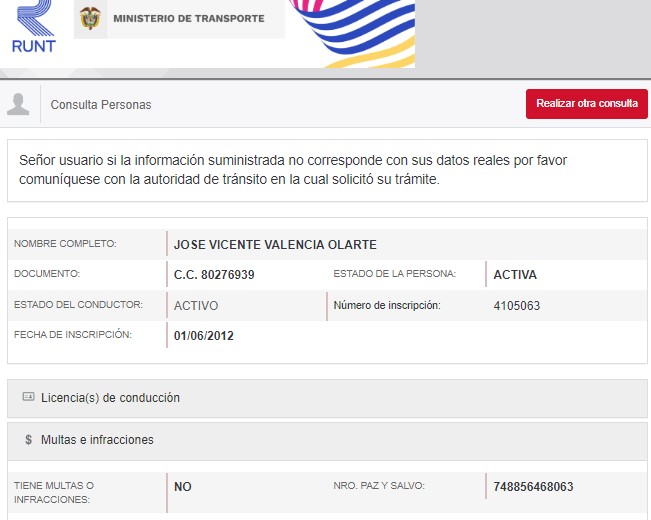 RUNT
MINISTERIO DE TRANSPORTE
Consulta Personas
Realizar otra consulta
Señor usuario si la información suministrada no corresponde con sus datos reales por favor
comuníquese con la autoridad de tránsito en la cual solicitó su trámite.
NOMBRE COMPLETO: JOSE VICENTE VALENCIA OLARTE
DOCUMENTO: C.C. 80276939 ESTADO DE LA PERSONA: ACTIVA
ESTADO DEL CONDUCTOR: ACTIVO Número de inscripción: 4105063
FECHA DE INSCRIPCIÓN: 01/06/2012
Licencia(s) de conducción
$ Multas e infracciones
TIENE MULTAS O
INFRACCIONES: NO NRO. PAZ Y SALVO: 748856468063